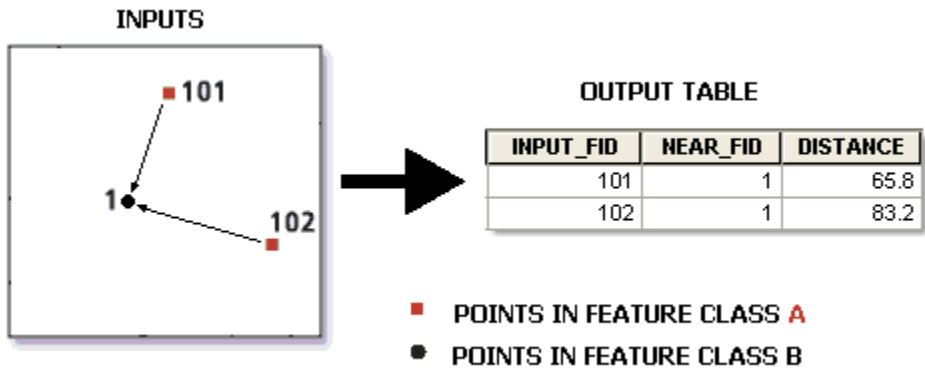 INPUTS
101
1
102
OUTPUT TABLE
INPUT_FID NEAR_FID DISTANCE
101 1 65.8
102 1 83.2
POINTS IN FEATURE CLASS A
POINTS IN FEATURE CLASS B